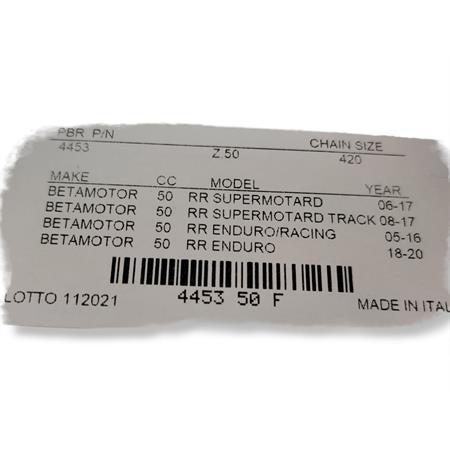 PBR P/N CHAIN SIZE
4453 Z.50 420
MAKE CC MODEL YEAR
BETAMOTOR 50 RR SUPERMOTARD 06-17
BETAMOTOR 50 RR SUPERMOTARD TRACK 08-17
BETAMOTOR 50 RR ENDURO/RACING 05-16
BETAMOTOR 50 RR ENDURO 18-20
LOTTO 112021 4453 50 F MADE IN ITAL